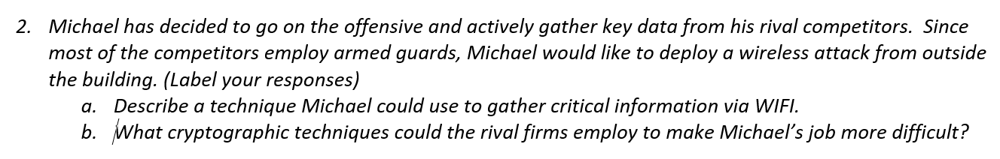 2. Michael has decided to go on the offensive and actively gather key data from his rival competitors.  Since
most of the competitors employ armed guards, Michael would like to deploy a wireless attack from outside
the building. (Label your responses)
a. Describe a technique Michael could use to gather critical information via WIFI.
b. What cryptographic techniques could the rival firms employ to make Michael’s job more difficult?